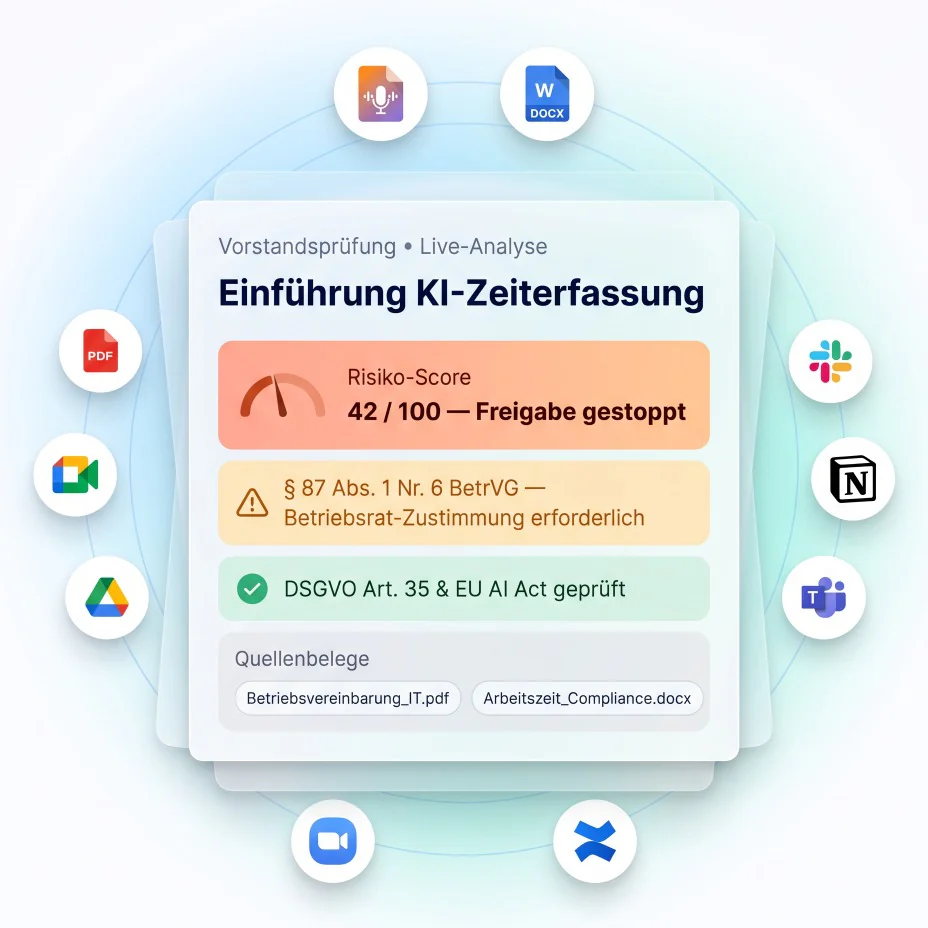 W
DOCX
Vorstandsprüfung • Live-Analyse
Einführung KI-Zeiterfassung
PDF
Risiko-Score
42 / 100 — Freigabe gestoppt
§ 87 Abs. 1 Nr. 6 BetrVG —
Betriebsrat-Zustimmung erforderlich
N
DSGVO Art. 35 & EU AI Act geprüft
T
Quellenbelege
Betriebsvereinbarung_IT.pdf
Arbeitszeit_Compliance.docx